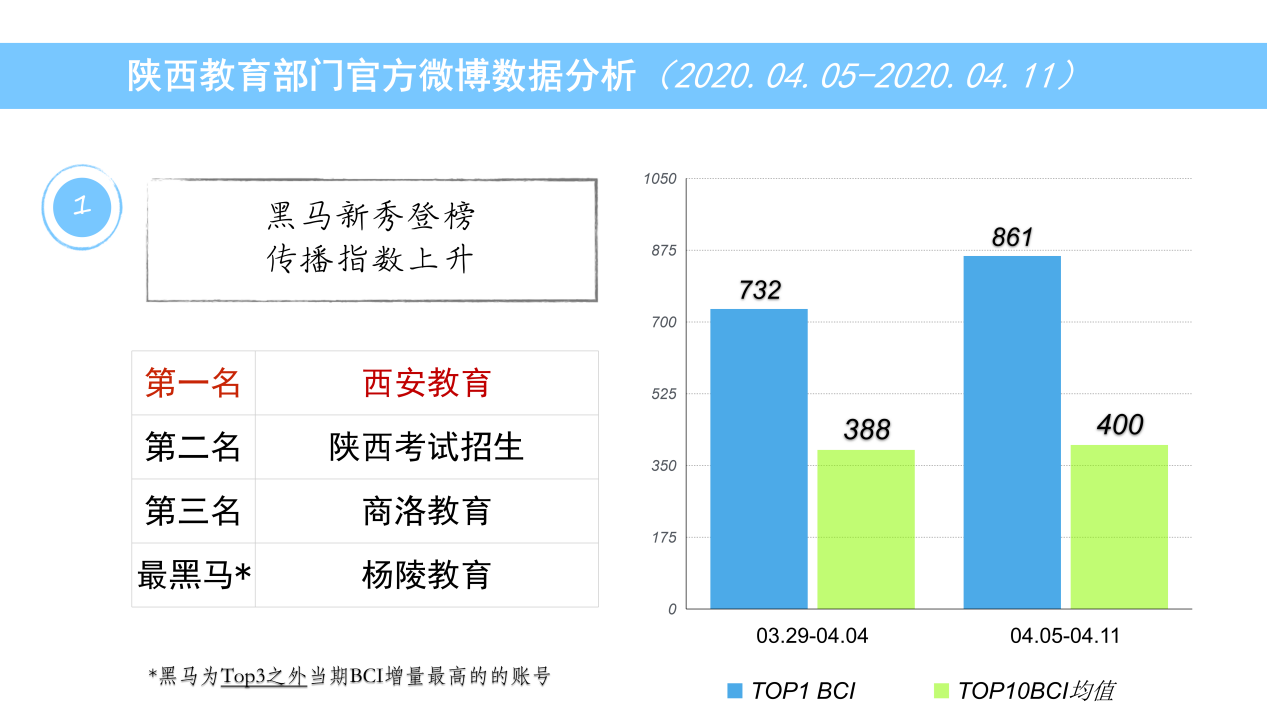 陕西教育部门官方微博数据分析（2020.04.05-2020.04.11）
1
黑马新秀登榜
传播指数上升
第一名 西安教育
第二名 陕西考试招生
第三名 商洛教育
最黑马* 杨陵教育
*黑马为Top3之外当期BCI增量最高的的账号
1050
875
700
525
350
175
0
732
388
861
400
03.29-04.04
04.05-04.11
TOP1 BCI
TOP10BCI均值